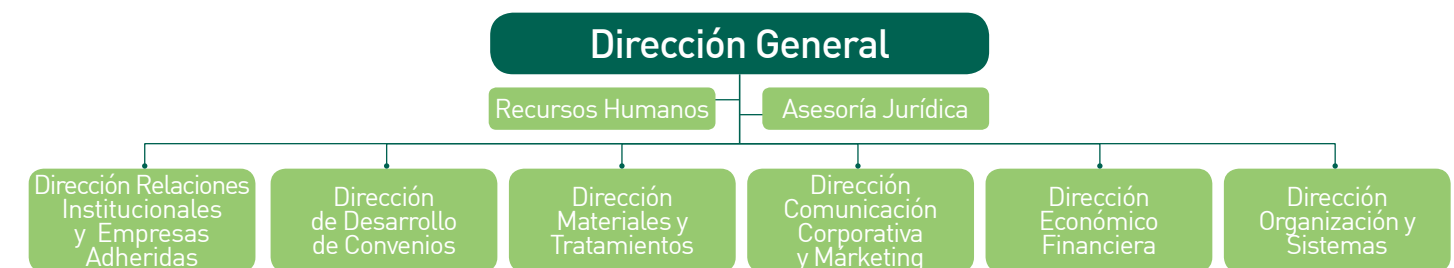 Dirección General
Recursos Humanos
Asesoría Jurídica
Dirección Relaciones
Institucionales
y Empresas
Adheridas
Dirección
de Desarrollo
de Convenios
Dirección
Materiales y
Tratamientos
Dirección
Comunicación
Corporativa
y Márketing
Dirección
Económico
Financiera
Dirección
Organización y
Sistemas